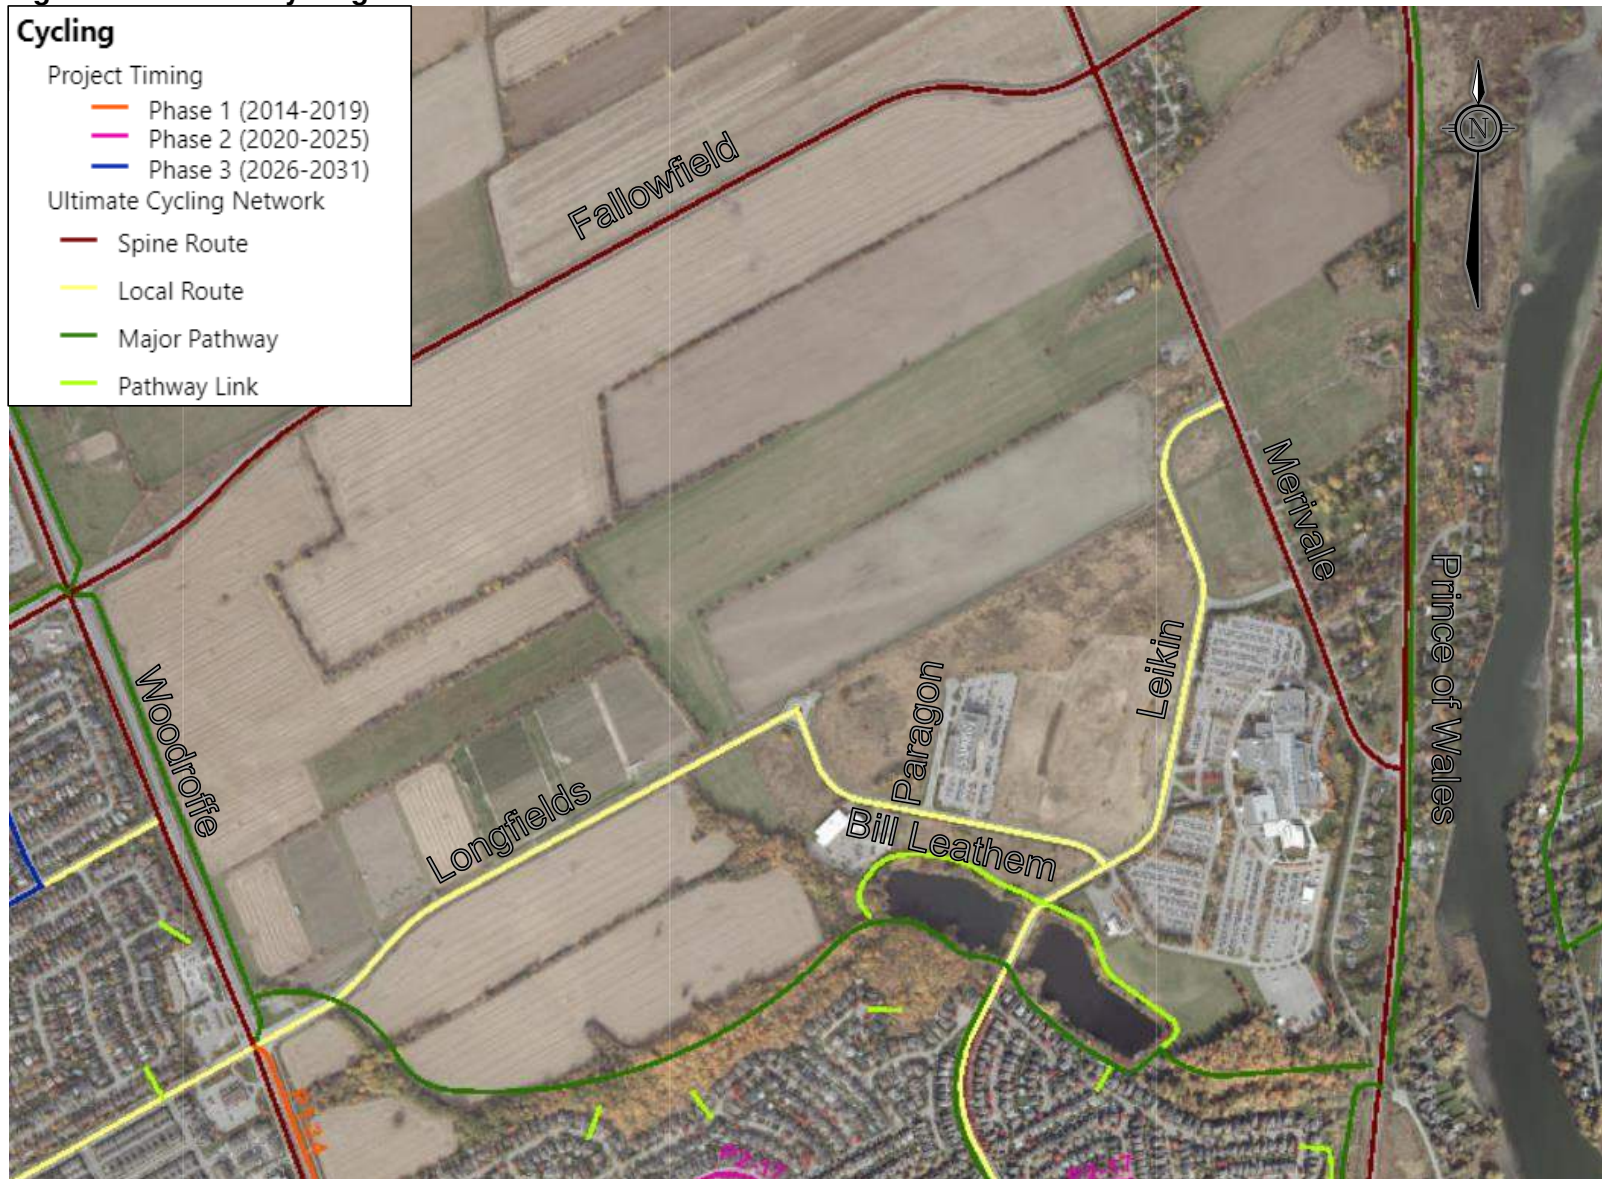 Cycling
Project Timing
Phase 1 (2014-2019)
Phase 2 (2020-2025)
Phase 3 (2026-2031)
Ultimate Cycling Network
Spine Route
Local Route
Major Pathway
Pathway Link
N
Fallowfield
Merivale
Prince of Wales
Woodroffe
Leikin
Paragon
Longfields
Bill Leathem